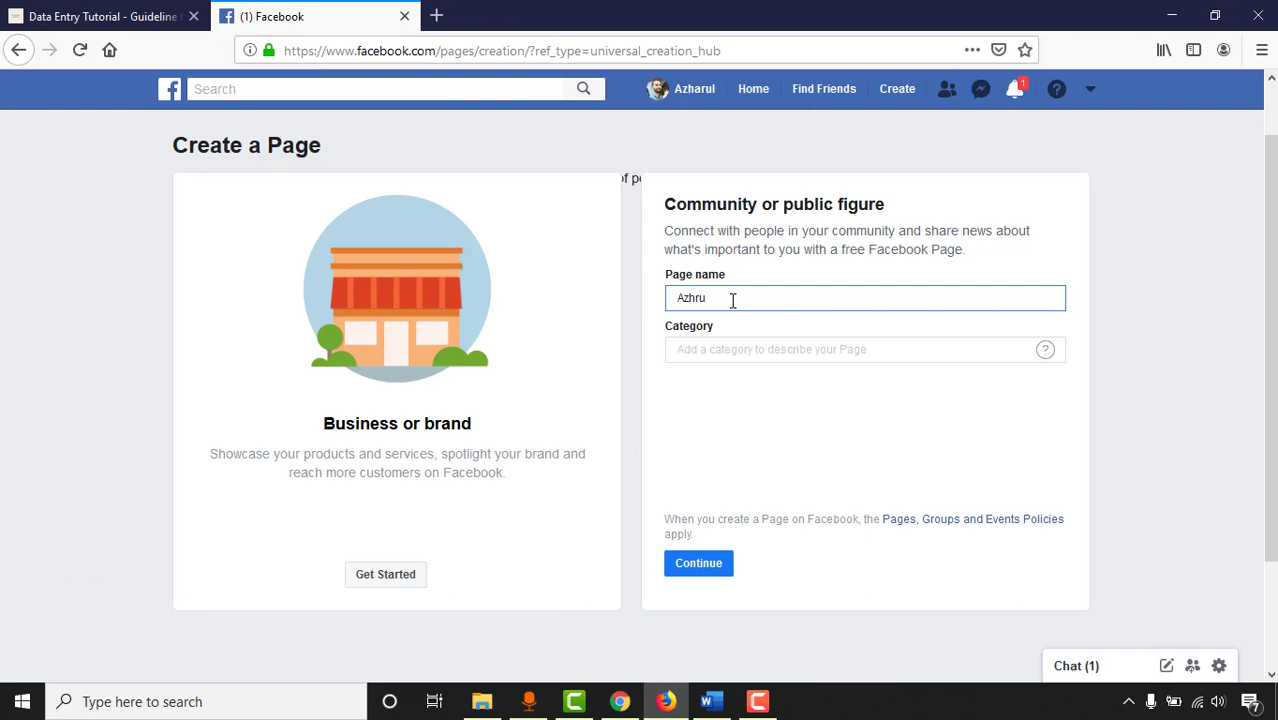 Data Entry Tutorial - Guideline
(1) Facebook
https://www.facebook.com/pages/creation/?ref_type=universal_creation_hub
Search
Azharul
Home
Find Friends
Create
1
Create a Page
of
Business or brand
Showcase your products and services, spotlight your brand and
reach more customers on Facebook.
Get Started
Community or public figure
Connect with people in your community and share news about
what's important to you with a free Facebook Page.
Page name
Azhru
Category
Add a category to describe your Page
When you create a Page on Facebook, the Pages, Groups and Events Policies
apply.
Continue
Chat (1)
Type here to search
7